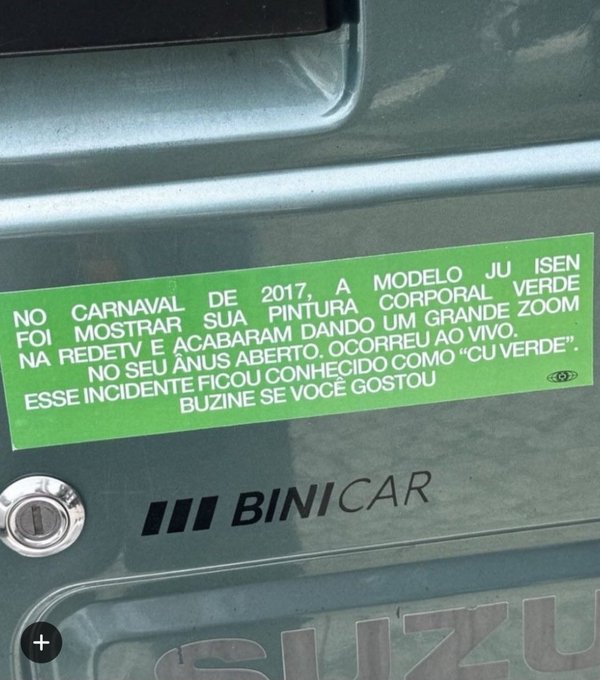 NO CARNAVAL DE 2017, A MODELO JU ISEN
FOI MOSTRAR SUA PINTURA CORPORAL VERDE
NA REDETV E ACABARAM DANDO UM GRANDE ZOOM
NO SEU ÂNUS ABERTO. OCORREU AO VIVO.
ESSE INCIDENTE FICOU CONHECIDO COMO “CU VERDE”.
BUZINE SE VOCÊ GOSTOU
BINICAR
SUZU